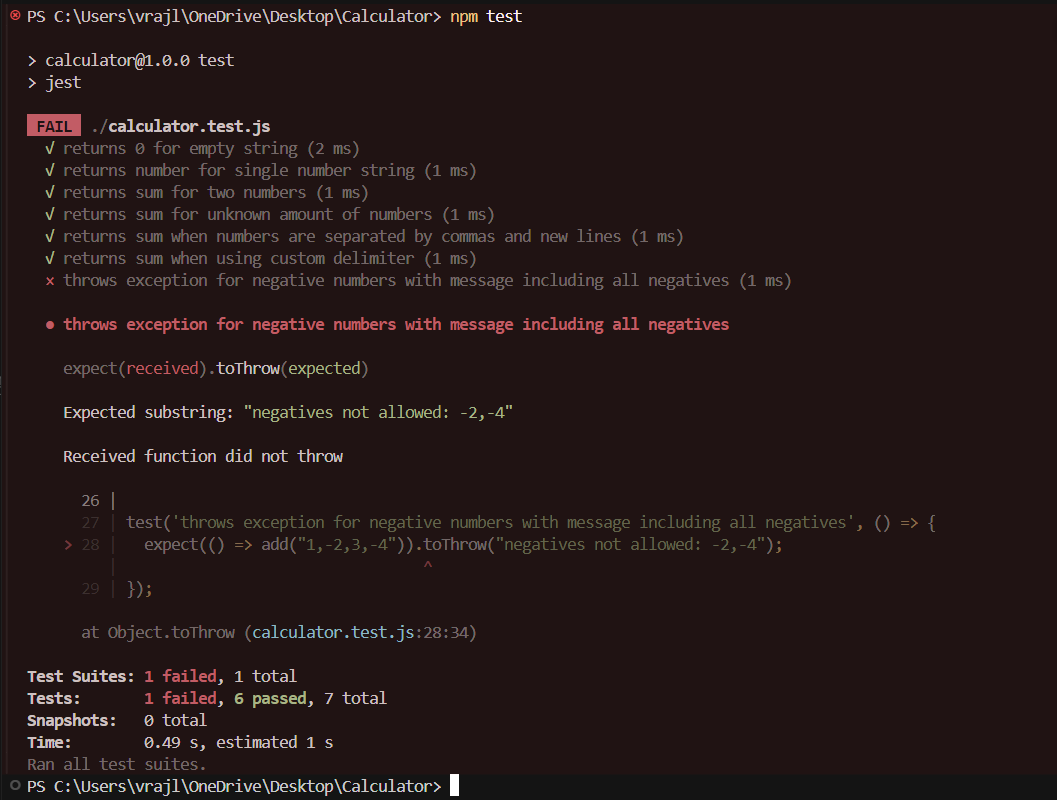 PS C:\Users\vrajl\OneDrive\Desktop\Calculator> npm test
> calculator@1.0.0 test
> jest
FAIL ./calculator.test.js
√ returns 0 for empty string (2 ms)
√ returns number for single number string (1 ms)
√ returns sum for two numbers (1 ms)
√ returns sum for unknown amount of numbers (1 ms)
√ returns sum when numbers are separated by commas and new lines (1 ms)
√ returns sum when using custom delimiter (1 ms)
× throws exception for negative numbers with message including all negatives (1 ms)
● throws exception for negative numbers with message including all negatives
expect(received).toThrow(expected)
Expected substring: "negatives not allowed: -2,-4"
Received function did not throw
26 |
27 | test('throws exception for negative numbers with message including all negatives', () => {
> 28 |   expect(() => add("1,-2,3,-4")).toThrow("negatives not allowed: -2,-4");
|                                  ^
29 | });
at Object.toThrow (calculator.test.js:28:34)
Test Suites: 1 failed, 1 total
Tests: 1 failed, 6 passed, 7 total
Snapshots: 0 total
Time: 0.49 s, estimated 1 s
Ran all test suites.
PS C:\Users\vrajl\OneDrive\Desktop\Calculator>